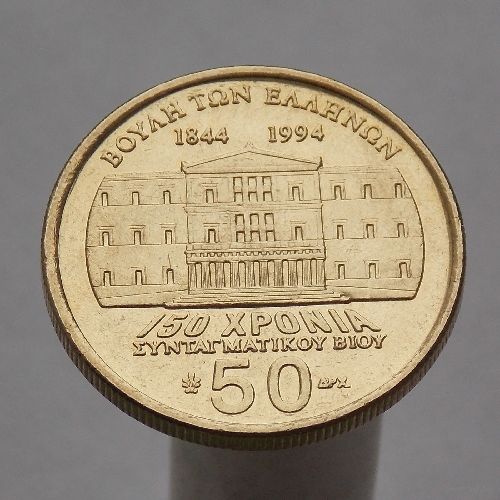 ΒΟΥΛΗ ΤΩΝ ΕΛΛΗΝΩΝ
1844 1994
150 ΧΡΟΝΙΑ
ΣΥΝΤΑΓΜΑΤΙΚΟΥ ΒΙΟΥ
50 ΔΡΧ